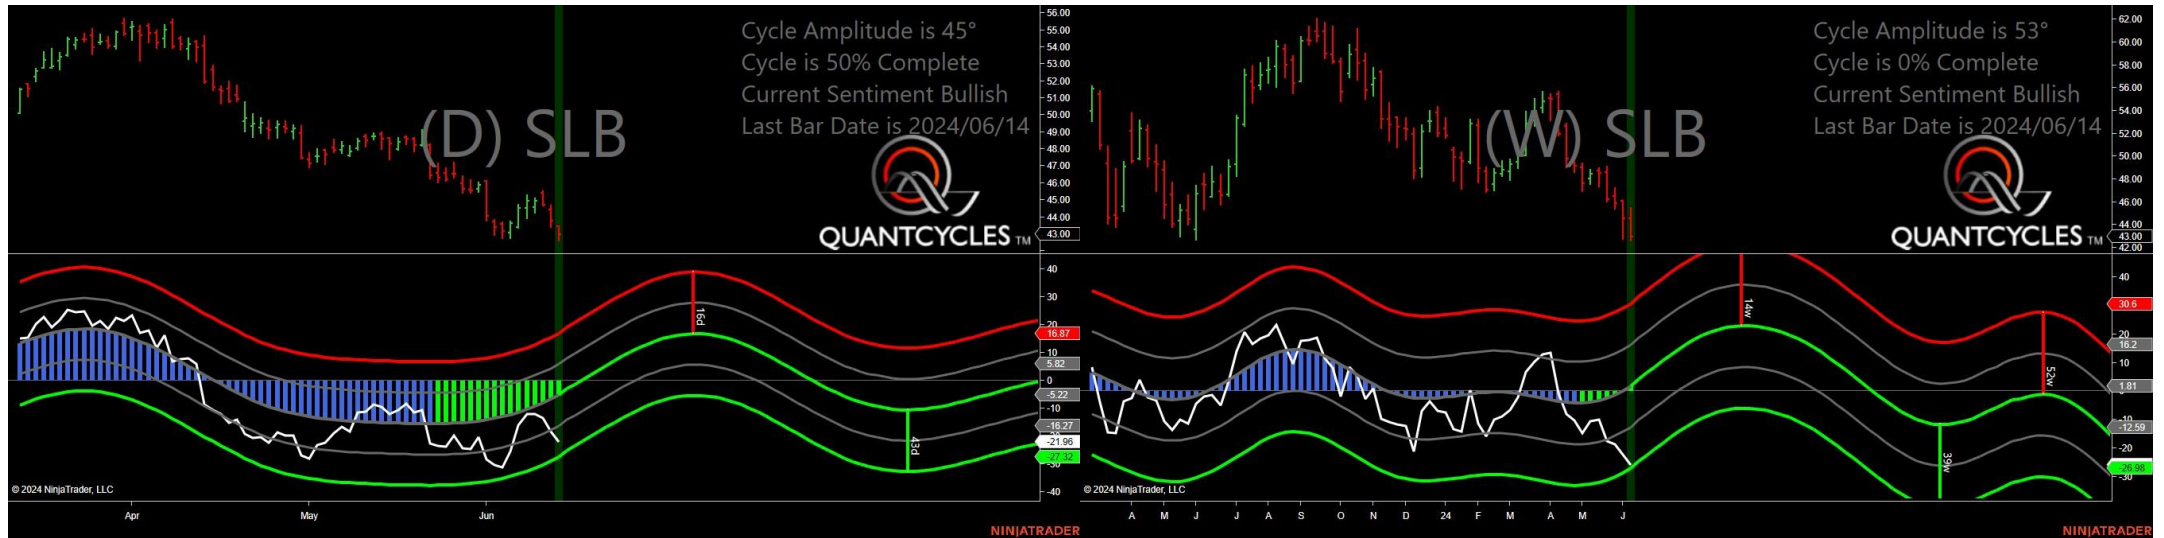 Cycle Amplitude is 45°
Cycle is 50% Complete
Current Sentiment Bullish
Last Bar Date is 2024/06/14
(D) SLB
QUANTCYCLES TM
56.00
55.00
54.00
53.00
52.00
51.00
50.00
49.00
48.00
47.00
46.00
45.00
44.00
43.00
40
30
20
16.87
10
5.82
0
-5.22
-10
-16.27
-21.96
-27.32
-30
-40
16d
43d
© 2024 NinjaTrader, LLC
Apr
May
Jun
NINJATRADER
Cycle Amplitude is 53°
Cycle is 0% Complete
Current Sentiment Bullish
Last Bar Date is 2024/06/14
(W) SLB
QUANTCYCLES TM
62.00
60.00
58.00
56.00
54.00
52.00
50.00
48.00
46.00
44.00
43.00
42.00
40
30.6
20
16.2
10
1.81
-10
-12.59
-20
-26.98
-30
14w
39w
52w
© 2024 NinjaTrader, LLC
A
M
J
J
A
S
O
N
D
24
F
M
A
M
J
NINJATRADER